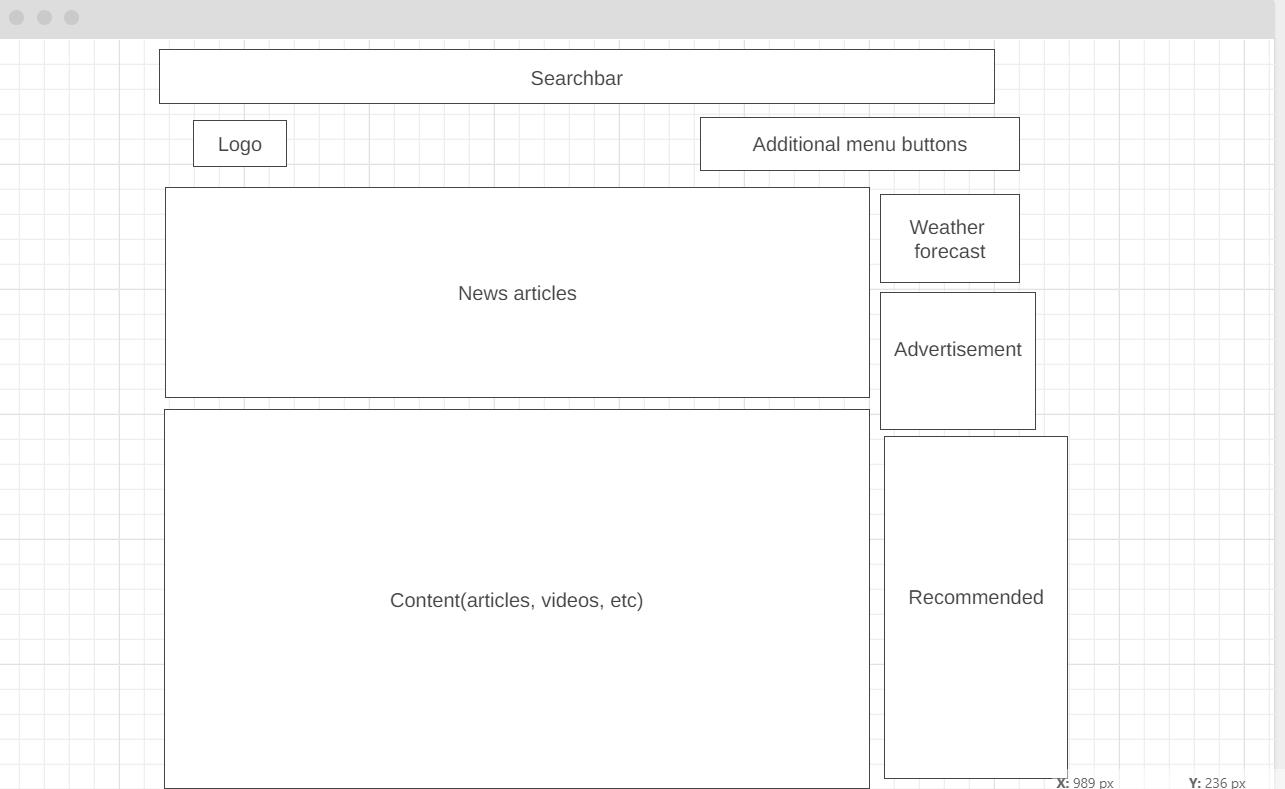 Searchbar
Logo
Additional menu buttons
News articles
Weather
forecast
Advertisement
Content(articles, videos, etc)
Recommended
X: 989 px
Y: 236 px